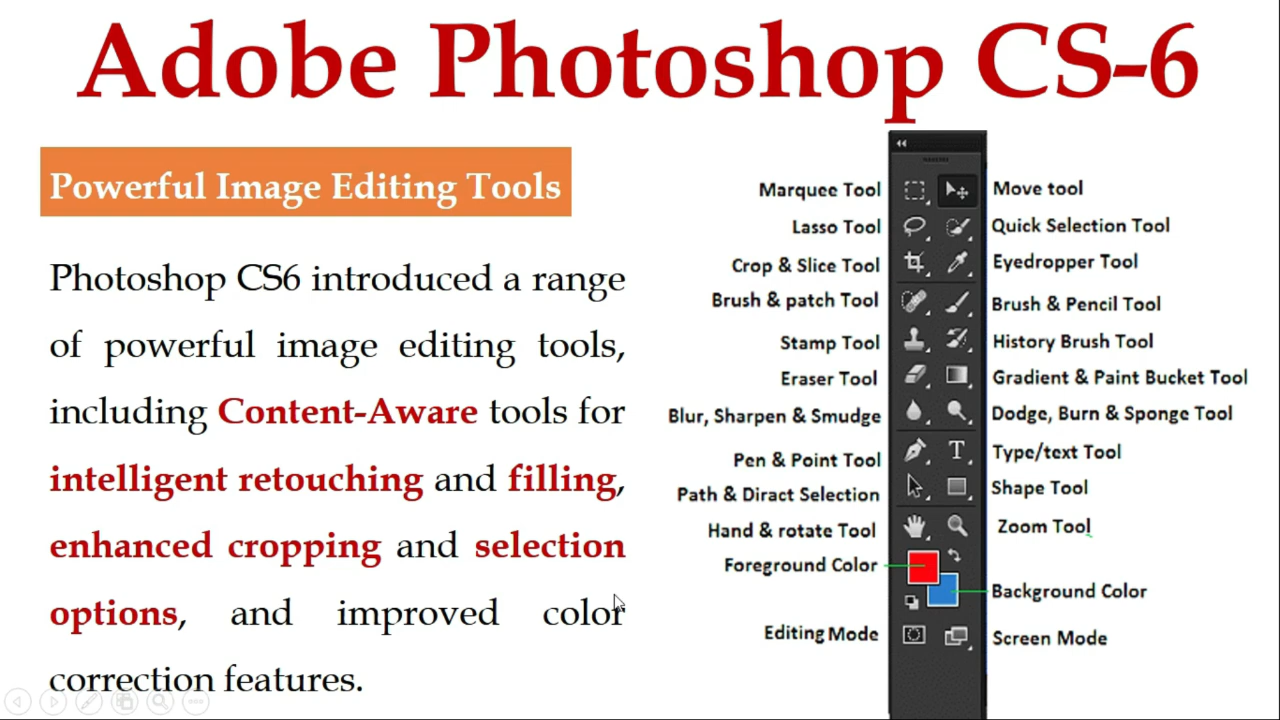 Adobe Photoshop CS-6
Powerful Image Editing Tools
Photoshop CS6 introduced a range
of powerful image editing tools,
including Content-Aware tools for
intelligent retouching and filling,
enhanced cropping and selection
options, and improved color
correction features.
Marquee Tool
Move tool
Lasso Tool
Quick Selection Tool
Crop & Slice Tool
Eyedropper Tool
Brush & patch Tool
Brush & Pencil Tool
Stamp Tool
History Brush Tool
Eraser Tool
Gradient & Paint Bucket Tool
Blur, Sharpen & Smudge
Dodge, Burn & Sponge Tool
Pen & Point Tool
Type/text Tool
Path & Diract Selection
Shape Tool
Hand & rotate Tool
Zoom Tool
Foreground Color
Background Color
Editing Mode
Screen Mode